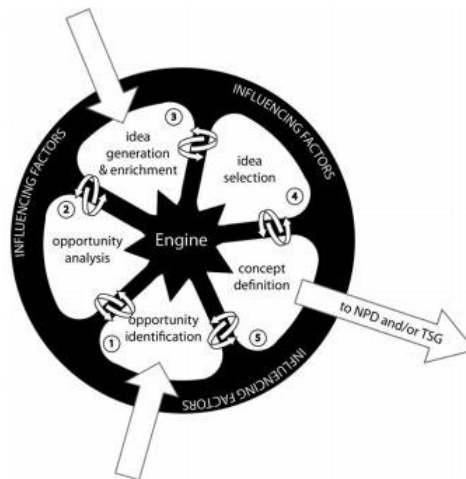 INFLUENCING FACTORS
INFLUENCING FACTORS
3
idea
generation
& enrichment
idea
selection
2
4
opportunity
analysis
Engine
concept
definition
to NPD and/or TSG
opportunity
identification
1
5
INFLUENCING FACTORS